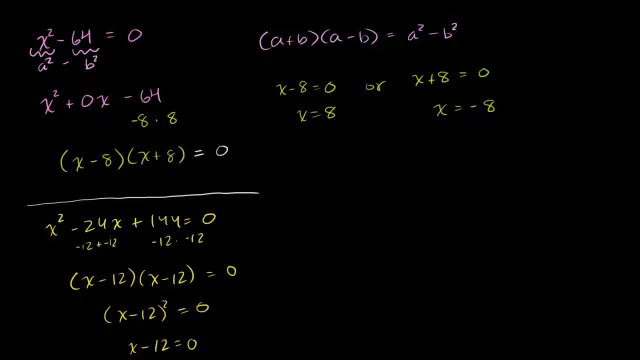 x² - 64 = 0
a² - b²
x² + 0x - 64
-8 · 8
(x - 8)(x + 8) = 0
(a + b)(a - b) = a² - b²
x - 8 = 0 or x + 8 = 0
x = 8 x = -8
x² - 24x + 144 = 0
-12 + -12 -12 · -12
(x - 12)(x - 12) = 0
(x - 12)² = 0
x - 12 = 0